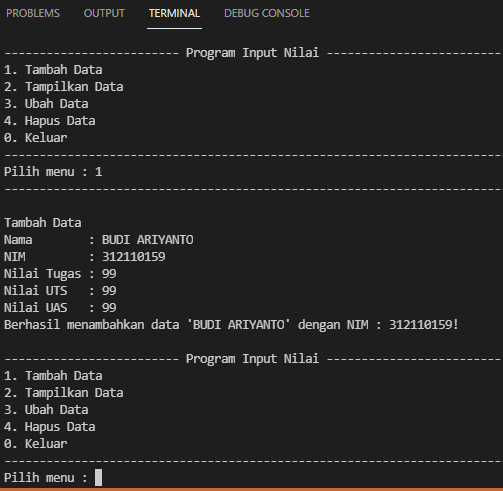 PROBLEMS OUTPUT TERMINAL DEBUG CONSOLE
------------------------- Program Input Nilai -------------------------
1. Tambah Data
2. Tampilkan Data
3. Ubah Data
4. Hapus Data
0. Keluar
-----------------------------------------------------------------------
Pilih menu : 1
-----------------------------------------------------------------------
Tambah Data
Nama        : BUDI ARIYANTO
NIM         : 312110159
Nilai Tugas : 99
Nilai UTS   : 99
Nilai UAS   : 99
Berhasil menambahkan data 'BUDI ARIYANTO' dengan NIM : 312110159!
------------------------- Program Input Nilai -------------------------
1. Tambah Data
2. Tampilkan Data
3. Ubah Data
4. Hapus Data
0. Keluar
-----------------------------------------------------------------------
Pilih menu :